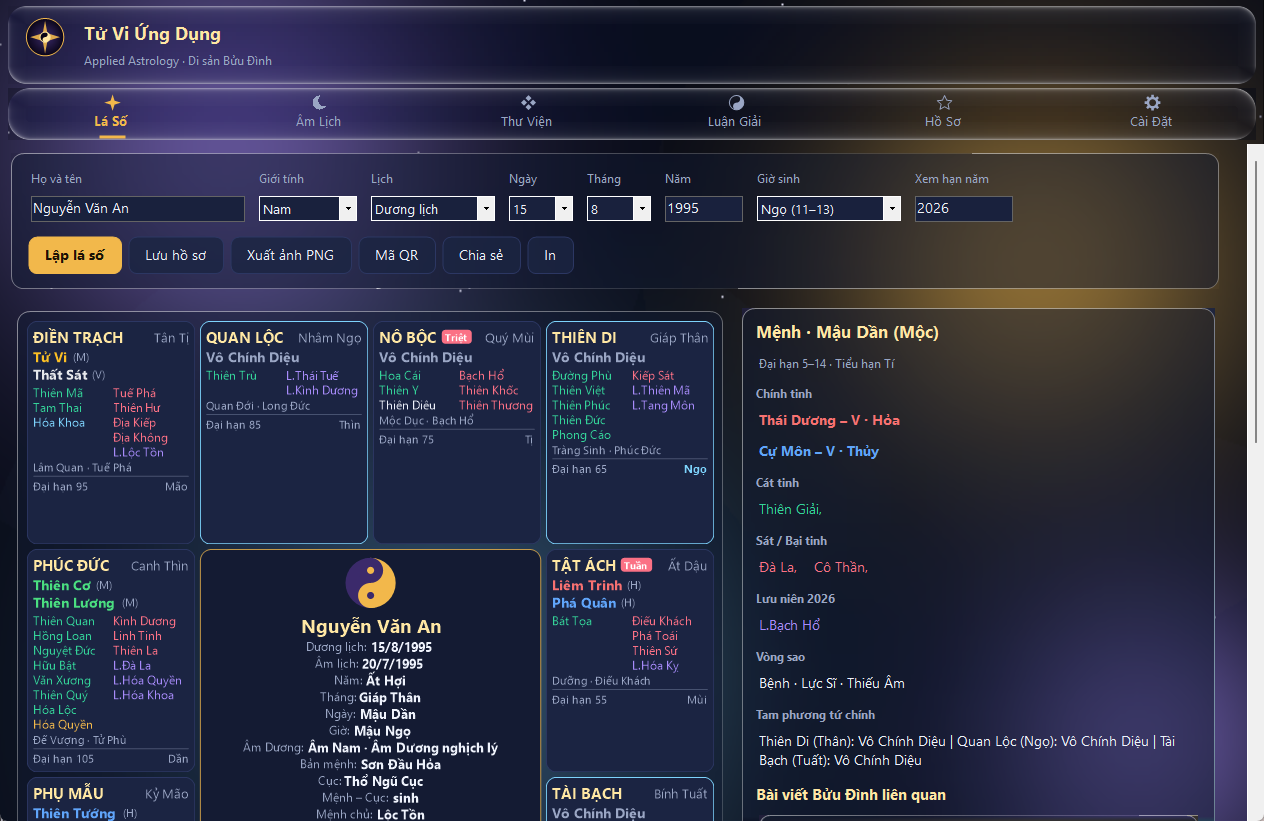 Tử Vi Ứng Dụng
Applied Astrology · Di sản Bửu Đình
Lá Số
Âm Lịch
Thư Viện
Luận Giải
Hồ Sơ
Cài Đặt
Họ và tên
Giới tính
Lịch
Ngày
Tháng
Năm
Giờ sinh
Xem hạn năm
Nguyễn Văn An
Nam
Dương lịch
15
8
1995
Ngọ (11–13)
2026
Lập lá số
Lưu hồ sơ
Xuất ảnh PNG
Mã QR
Chia sẻ
In
ĐIỀN TRẠCH Tân Tị
Tử Vi (M)
Thất Sát (V)
Thiên Mã Tuế Phá
Tam Thai Thiên Hư
Hóa Khoa Địa Kiếp
Địa Không
L.Lộc Tồn
Lâm Quan · Tuế Phá
Đại hạn 95 Mão
QUAN LỘC Nhâm Ngọ
Vô Chính Diệu
Thiên Trù L.Thái Tuế
L.Kình Dương
Quan Đới · Long Đức
Đại hạn 85 Thìn
NÔ BỘC Triệt Quý Mùi
Vô Chính Diệu
Hoa Cái Bạch Hổ
Thiên Y Thiên Khốc
Thiên Diêu Thiên Thương
Mộc Dục · Bạch Hổ
Đại hạn 75 Tị
THIÊN DI Giáp Thân
Vô Chính Diệu
Đường Phù Kiếp Sát
Thiên Việt L.Thiên Mã
Thiên Phúc L.Tang Môn
Thiên Đức
Phong Cáo
Tràng Sinh · Phúc Đức
Đại hạn 65 Ngọ
PHÚC ĐỨC Canh Thìn
Thiên Cơ (M)
Thiên Lương (M)
Thiên Quan Kình Dương
Hồng Loan Linh Tinh
Nguyệt Đức Thiên La
Hữu Bật L.Đà La
Văn Xương L.Hóa Quyền
Thiên Quý L.Hóa Khoa
Hóa Lộc
Hóa Quyền
Đế Vượng · Tử Phù
Đại hạn 105 Dần
Nguyễn Văn An
Dương lịch: 15/8/1995
Âm lịch: 20/7/1995
Năm: Ất Hợi
Tháng: Giáp Thân
Ngày: Mậu Dần
Giờ: Mậu Ngọ
Âm Dương: Âm Nam · Âm Dương nghịch lý
Bản mệnh: Sơn Đầu Hỏa
Cục: Thổ Ngũ Cục
Mệnh – Cục: sinh
Mệnh chủ: Lộc Tồn
TẬT ÁCH Tuần Ất Dậu
Liêm Trinh (H)
Phá Quân (H)
Bát Tọa Điếu Khách
Phá Toái
Thiên Sứ
L.Hóa Kỵ
Dưỡng · Điếu Khách
Đại hạn 55 Mùi
PHỤ MẪU Kỷ Mão
Thiên Tướng (H)
TÀI BẠCH Bính Tuất
Vô Chính Diệu
Mệnh · Mậu Dần (Mộc)
Đại hạn 5–14 · Tiểu hạn Tí
Chính tinh
Thái Dương – V · Hỏa
Cự Môn – V · Thủy
Cát tinh
Thiên Giải,
Sát / Bại tinh
Đà La, Cô Thần,
Lưu niên 2026
L.Bạch Hổ
Vòng sao
Bệnh · Lực Sĩ · Thiếu Âm
Tam phương tứ chính
Thiên Di (Thân): Vô Chính Diệu | Quan Lộc (Ngọ): Vô Chính Diệu | Tài
Bạch (Tuất): Vô Chính Diệu
Bài viết Bửu Đình liên quan